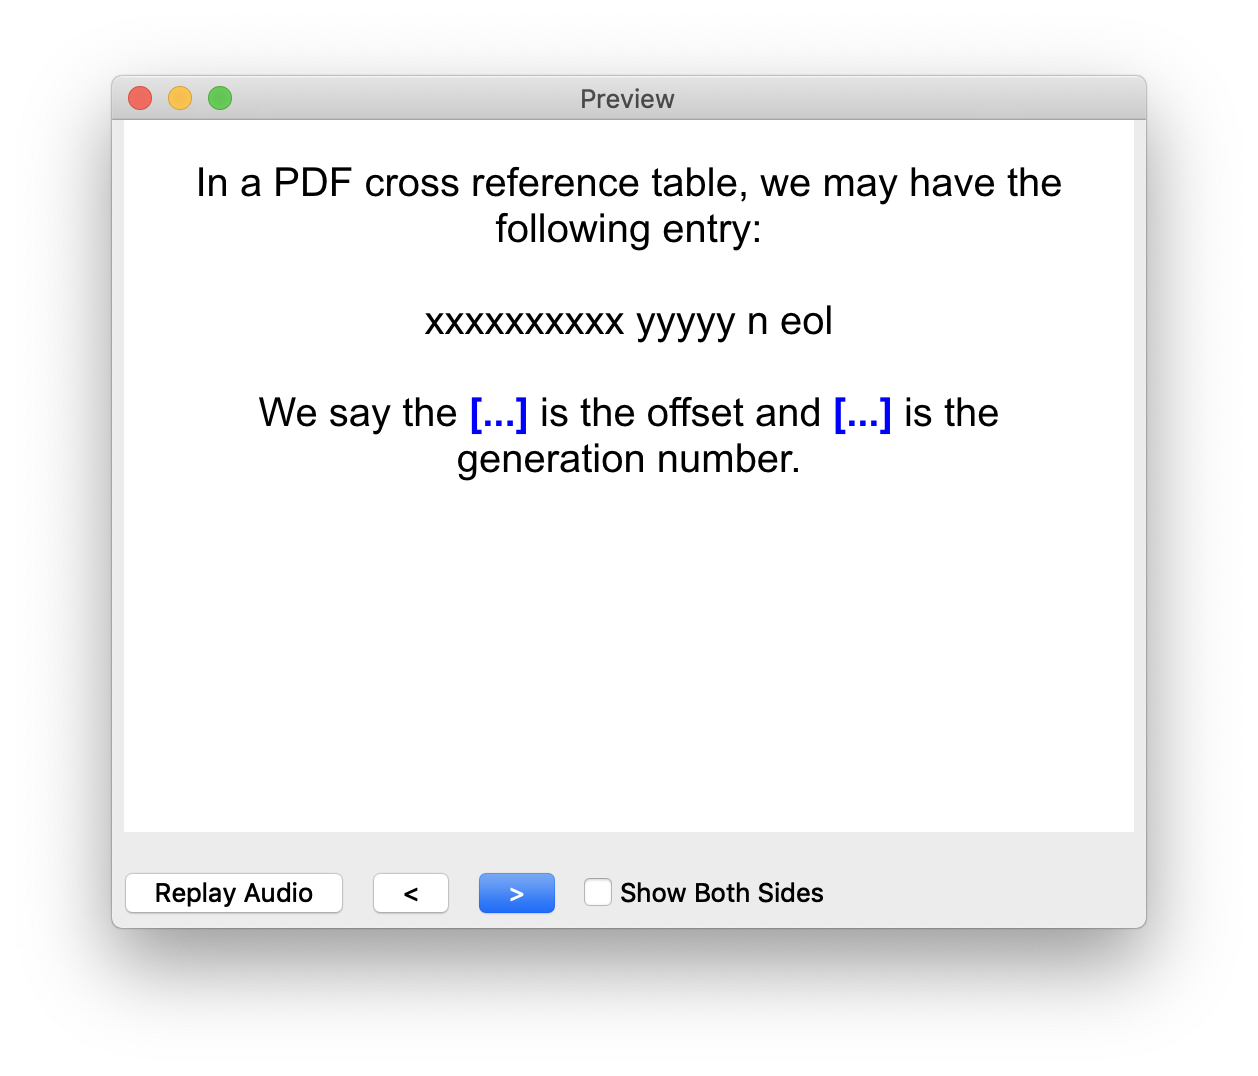 Preview
In a PDF cross reference table, we may have the
following entry:
xxxxxxxxxx yyyyy n eol
We say the [...] is the offset and [...] is the
generation number.
Replay Audio
<
>
Show Both Sides